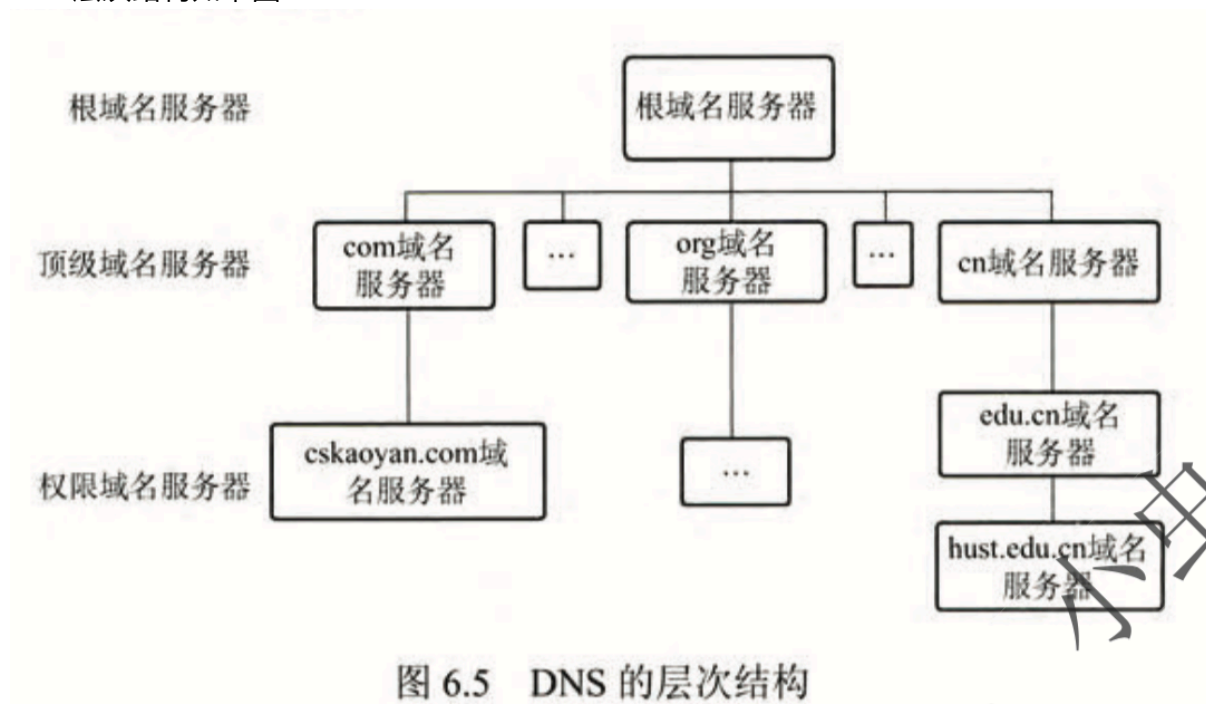 根域名服务器
根域名服务器
顶级域名服务器
com域名
服务器
...
org域名
服务器
...
cn域名服务器
权限域名服务器
cskaoyan.com域
名服务器
...
edu.cn域名
服务器
hust.edu.cn域名
服务器
图 6.5 DNS 的层次结构